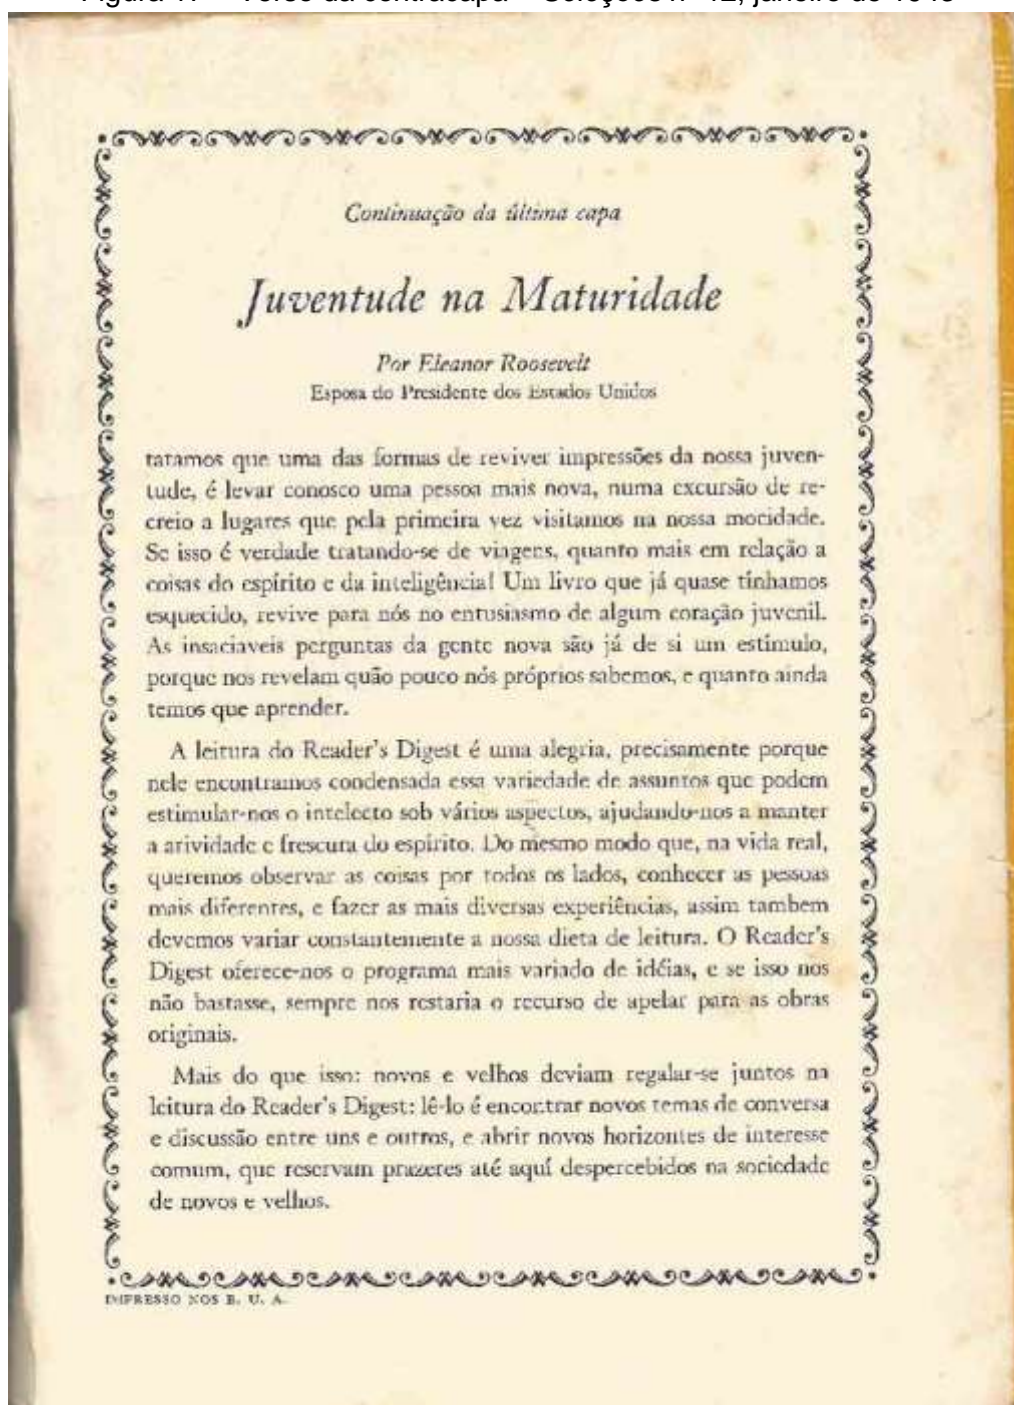 Continuação da última capa
Juventude na Maturidade
Por Eleanor Roosevelt
Esposa do Presidente dos Estados Unidos
tatamos que uma das formas de reviver impressões da nossa juven-
tude, é levar conosco uma pessoa mais nova, numa excursão de re-
creio a lugares que pela primeira vez visitamos na nossa mocidade.
Se isso é verdade tratando-se de viagens, quanto mais em relação a
coisas do espírito e da inteligência! Um livro que já quase tínhamos
esquecido, revive para nós no entusiasmo de algum coração juvenil.
As insaciaveis perguntas da gente nova são já de si um estímulo,
porque nos revelam quão pouco nós próprios sabemos, e quanto ainda
temos que aprender.
A leitura do Reader's Digest é uma alegria, precisamente porque
nele encontramos condensada essa variedade de assuntos que podem
estimular-nos o intelecto sob vários aspectos, ajudando-nos a manter
a atividade e frescura do espírito. Do mesmo modo que, na vida real,
queremos observar as coisas por todos os lados, conhecer as pessoas
mais diferentes, e fazer as mais diversas experiências, assim tambem
devemos variar constantemente a nossa dieta de leitura. O Reader's
Digest oferece-nos o programa mais variado de idéias, e se isso nos
não bastasse, sempre nos restaria o recurso de apelar para as obras
originais.
Mais do que isso: novos e velhos deviam regalar-se juntos na
leitura do Reader's Digest: lê-lo é encontrar novos temas de conversa
e discussão entre uns e outros, e abrir novos horizontes de interesse
comum, que reservam prazeres até aquí despercebidos na sociedade
de novos e velhos.
IMPRESSO NOS E. U. A.